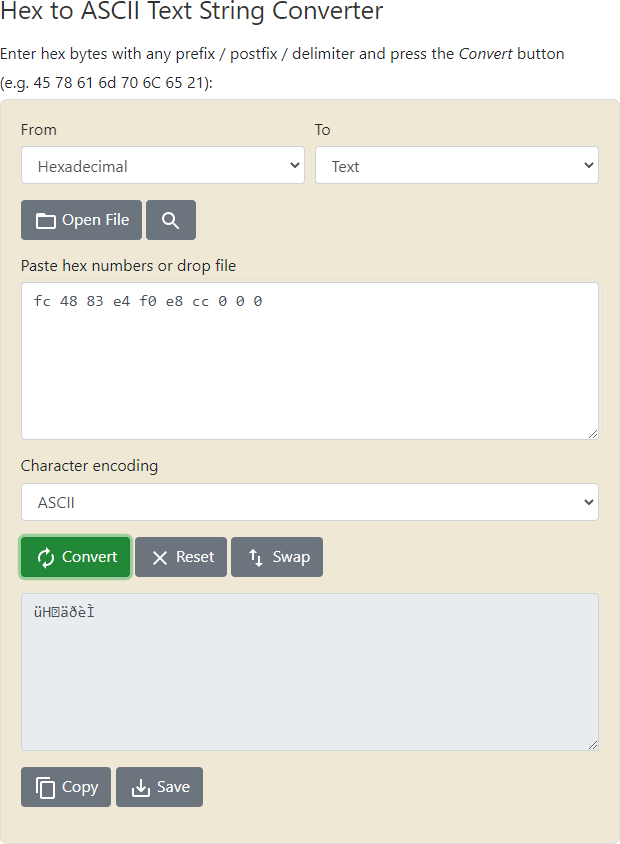 Hex to ASCII Text String Converter
Enter hex bytes with any prefix / postfix / delimiter and press the Convert button
(e.g. 45 78 61 6d 70 6C 65 21):
From
To
Hexadecimal
Text
Open File
Paste hex numbers or drop file
fc 48 83 e4 f0 e8 cc 0 0 0
Character encoding
ASCII
Convert
Reset
Swap
üH�äðèÌ
Copy
Save